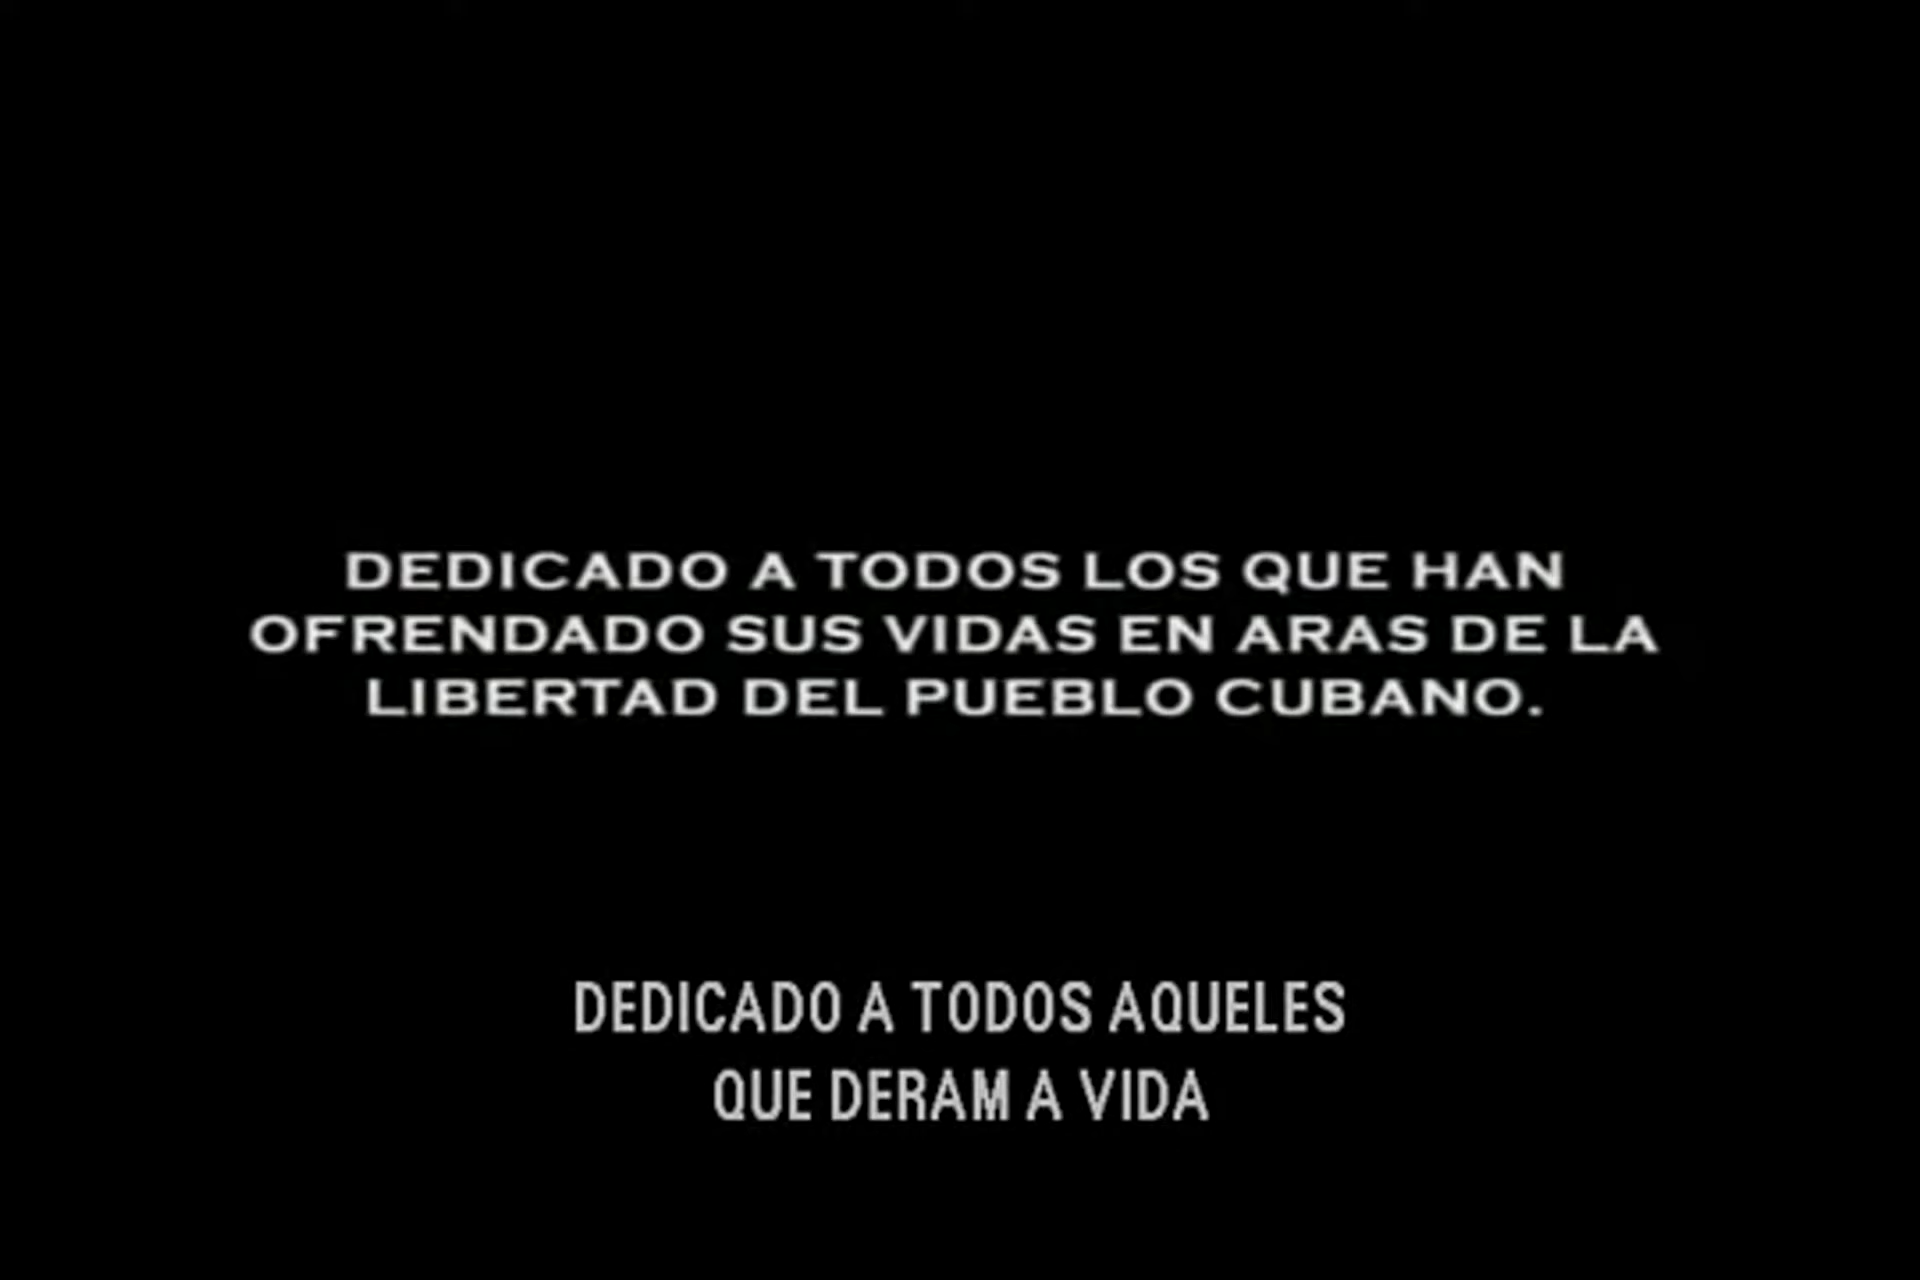 DEDICADO A TODOS LOS QUE HAN
OFRENDADO SUS VIDAS EN ARAS DE LA
LIBERTAD DEL PUEBLO CUBANO.
DEDICADO A TODOS AQUELES
QUE DERAM A VIDA